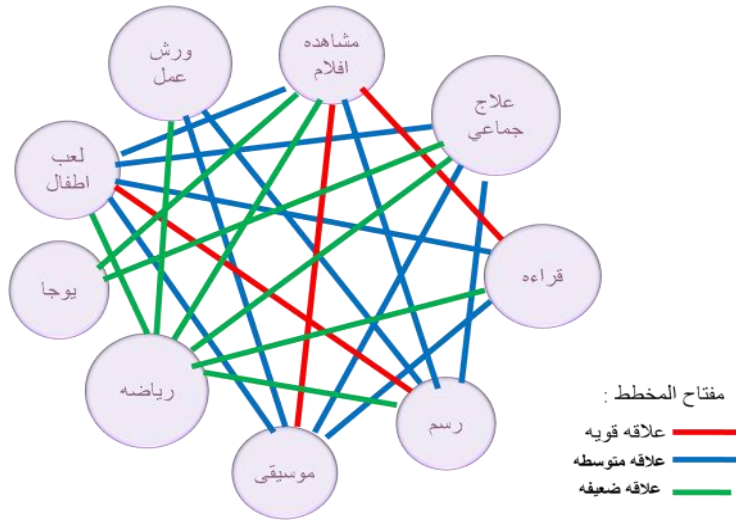 مشاهده
افلام
ورش
عمل
علاج
جماعي
لعب
اطفال
قراءه
يوجا
رياضه
رسم
موسيقى
مفتاح المخطط :
علاقه قويه
علاقه متوسطه
علاقه ضعيفه